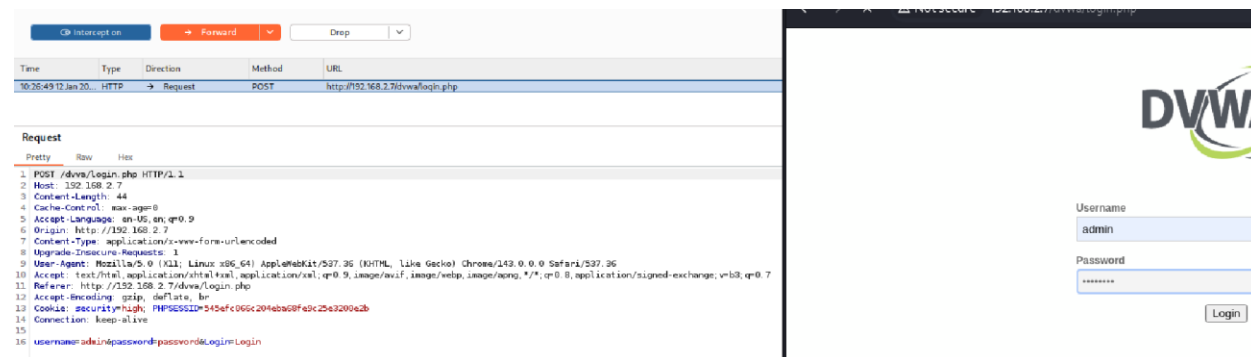 Intercept on
Forward
Drop
Time Type Direction Method URL
10:26:49 12 Jan 20... HTTP → Request POST http://192.168.2.7/dvwa/login.php
Request
Pretty Raw Hex
1 POST /dvwa/login.php HTTP/1.1
2 Host: 192.168.2.7
3 Content-Length: 44
4 Cache-Control: max-age=0
5 Accept-Language: en-US,en;q=0.9
6 Origin: http://192.168.2.7
7 Content-Type: application/x-www-form-urlencoded
8 Upgrade-Insecure-Requests: 1
9 User-Agent: Mozilla/5.0 (X11; Linux x86_64) AppleWebKit/537.36 (KHTML, like Gecko) Chrome/143.0.0.0 Safari/537.36
10 Accept: text/html,application/xhtml+xml,application/xml;q=0.9,image/avif,image/webp,image/apng,*/*;q=0.8,application/signed-exchange;v=b3;q=0.7
11 Referer: http://192.168.2.7/dvwa/login.php
12 Accept-Encoding: gzip, deflate, br
13 Cookie: security=high; PHPSESSID=545efc066c204eba68fe9c25e3208e2b
14 Connection: keep-alive
15
16 username=admin&password=password&Login=Login
Not secure 192.168.2.7/dvwa/login.php
DVWA
Username
admin
Password
••••••••
Login